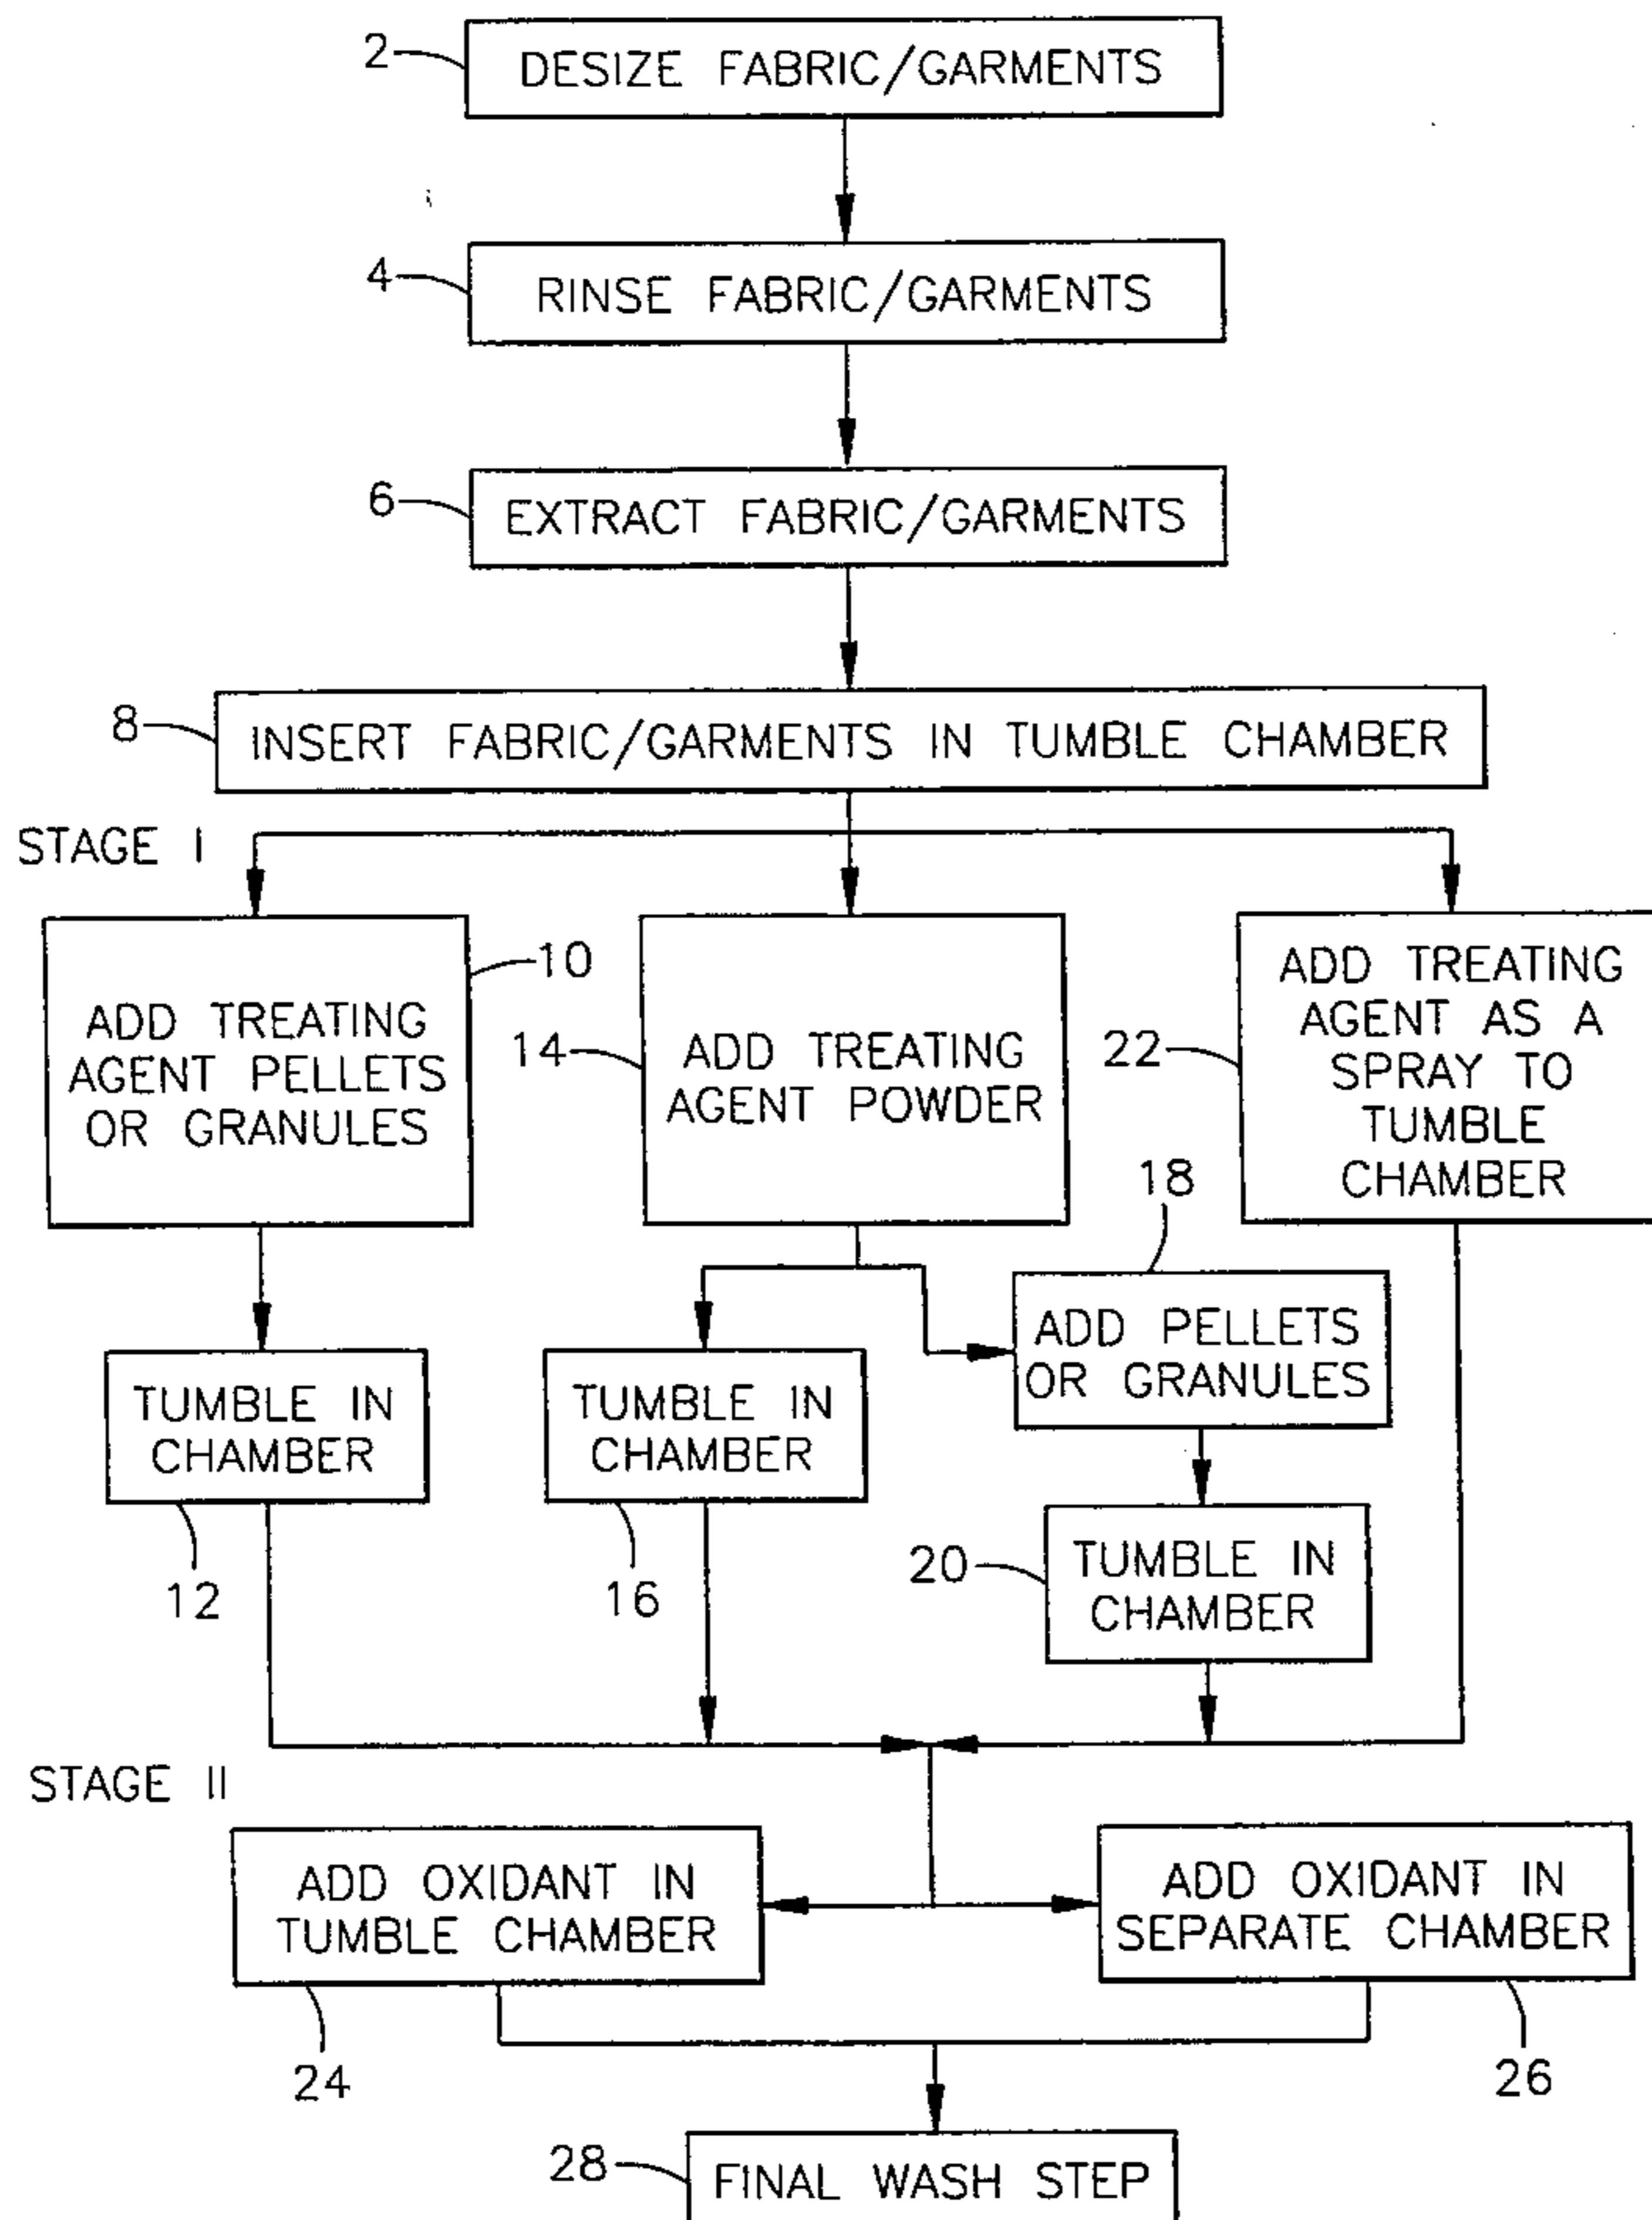 2
DESIZE FABRIC/GARMENTS
4
RINSE FABRIC/GARMENTS
6
EXTRACT FABRIC/GARMENTS
8
INSERT FABRIC/GARMENTS IN TUMBLE CHAMBER
STAGE I
10
ADD TREATING
AGENT PELLETS
OR GRANULES
14
ADD TREATING
AGENT POWDER
22
ADD TREATING
AGENT AS A
SPRAY TO
TUMBLE
CHAMBER
18
ADD PELLETS
OR GRANULES
TUMBLE IN
CHAMBER
12
TUMBLE IN
CHAMBER
16
20
TUMBLE IN
CHAMBER
STAGE II
ADD OXIDANT IN
TUMBLE CHAMBER
24
ADD OXIDANT IN
SEPARATE CHAMBER
26
28
FINAL WASH STEP